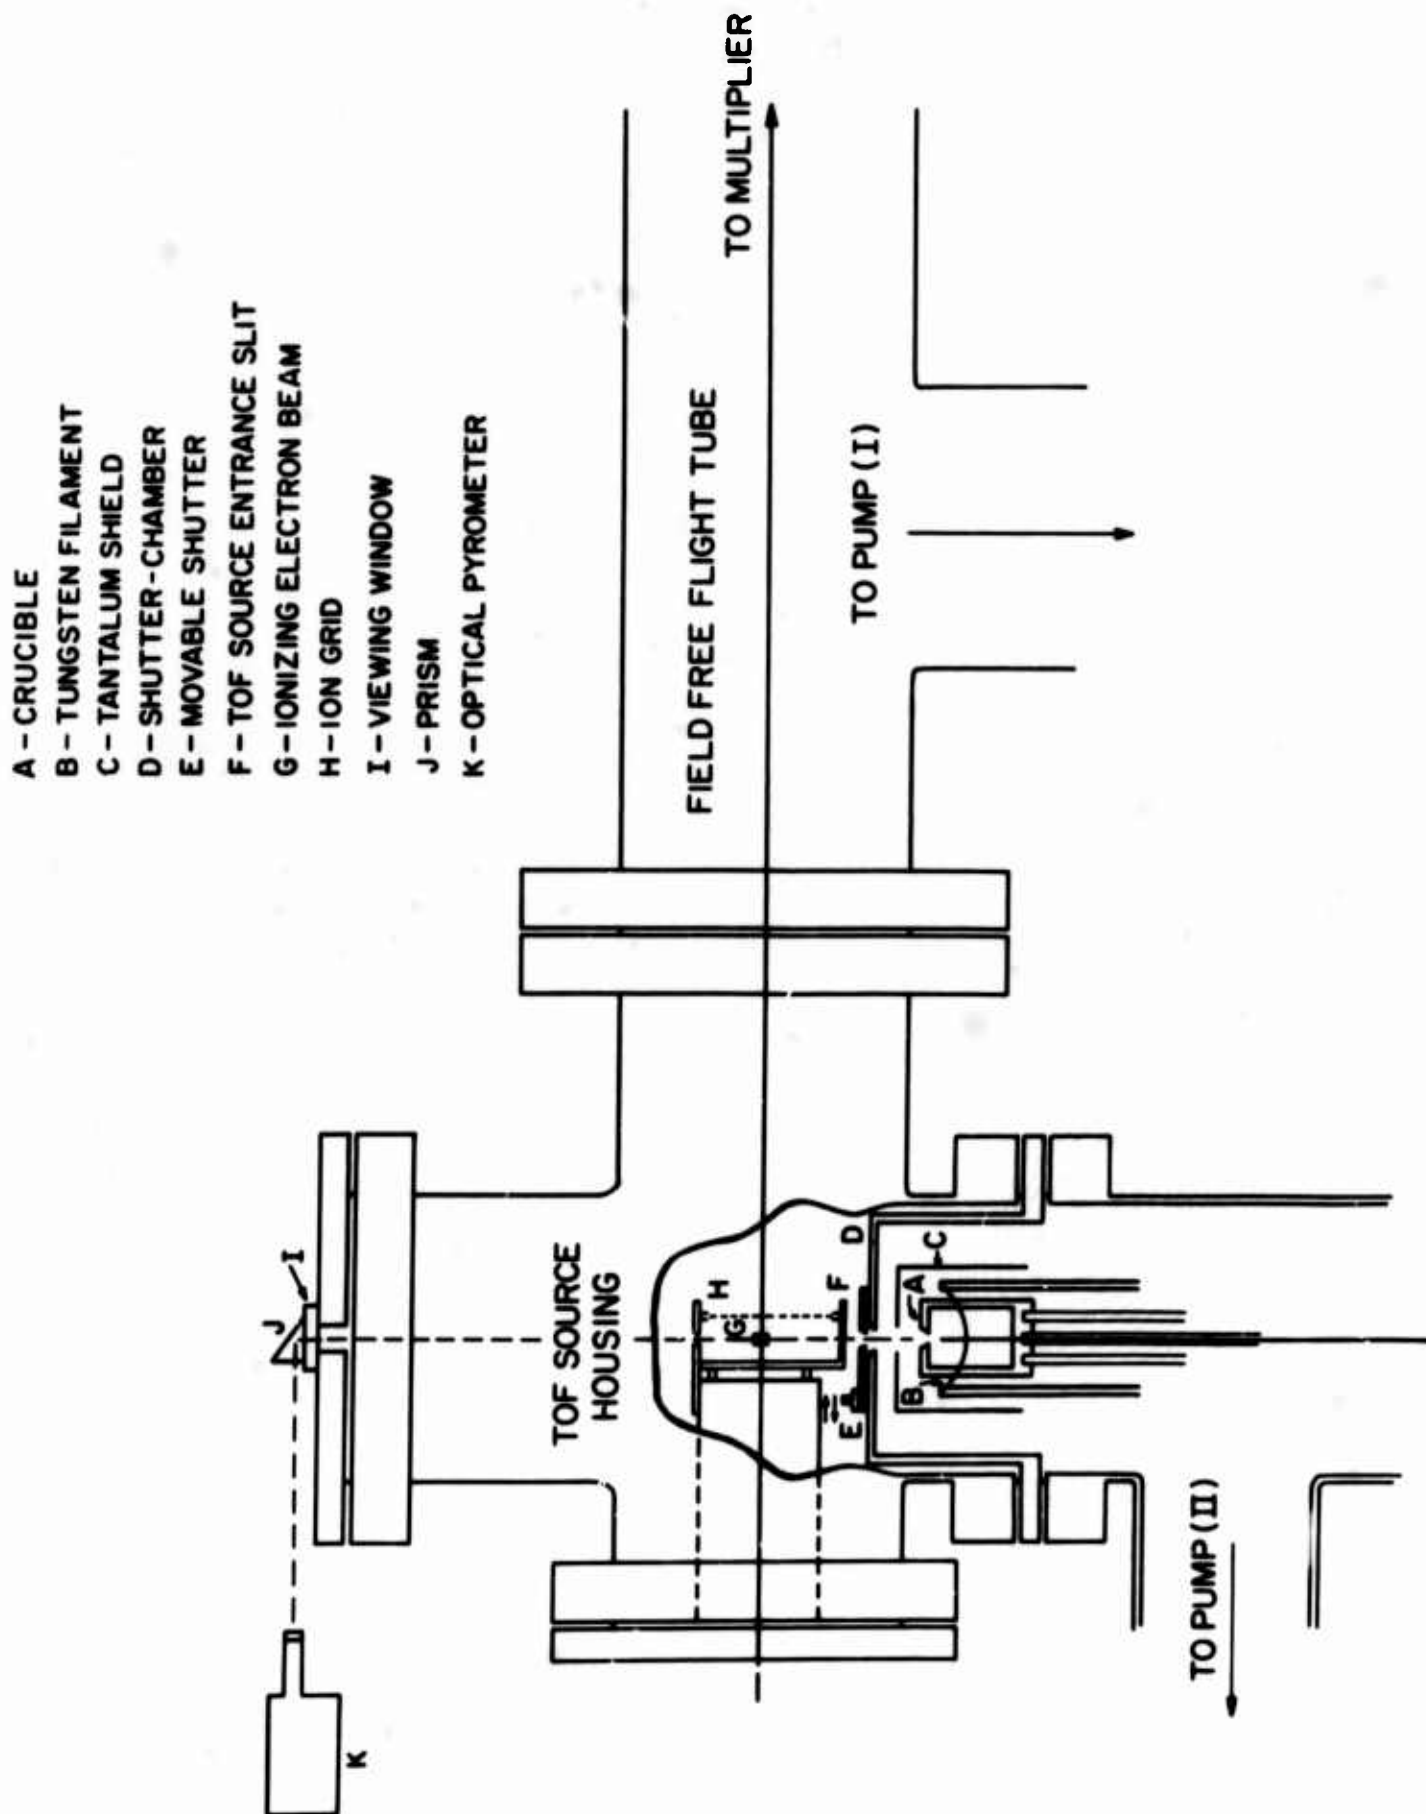 A – CRUCIBLE
B – TUNGSTEN FILAMENT
C – TANTALUM SHIELD
D – SHUTTER-CHAMBER
E – MOVABLE SHUTTER
F – TOF SOURCE ENTRANCE SLIT
G – IONIZING ELECTRON BEAM
H – ION GRID
I – VIEWING WINDOW
J – PRISM
K – OPTICAL PYROMETER
K
J
I
TOF SOURCE
HOUSING
H
G
F
E
D
C
A
B
FIELD FREE FLIGHT TUBE
TO MULTIPLIER
TO PUMP (I)
TO PUMP (II)